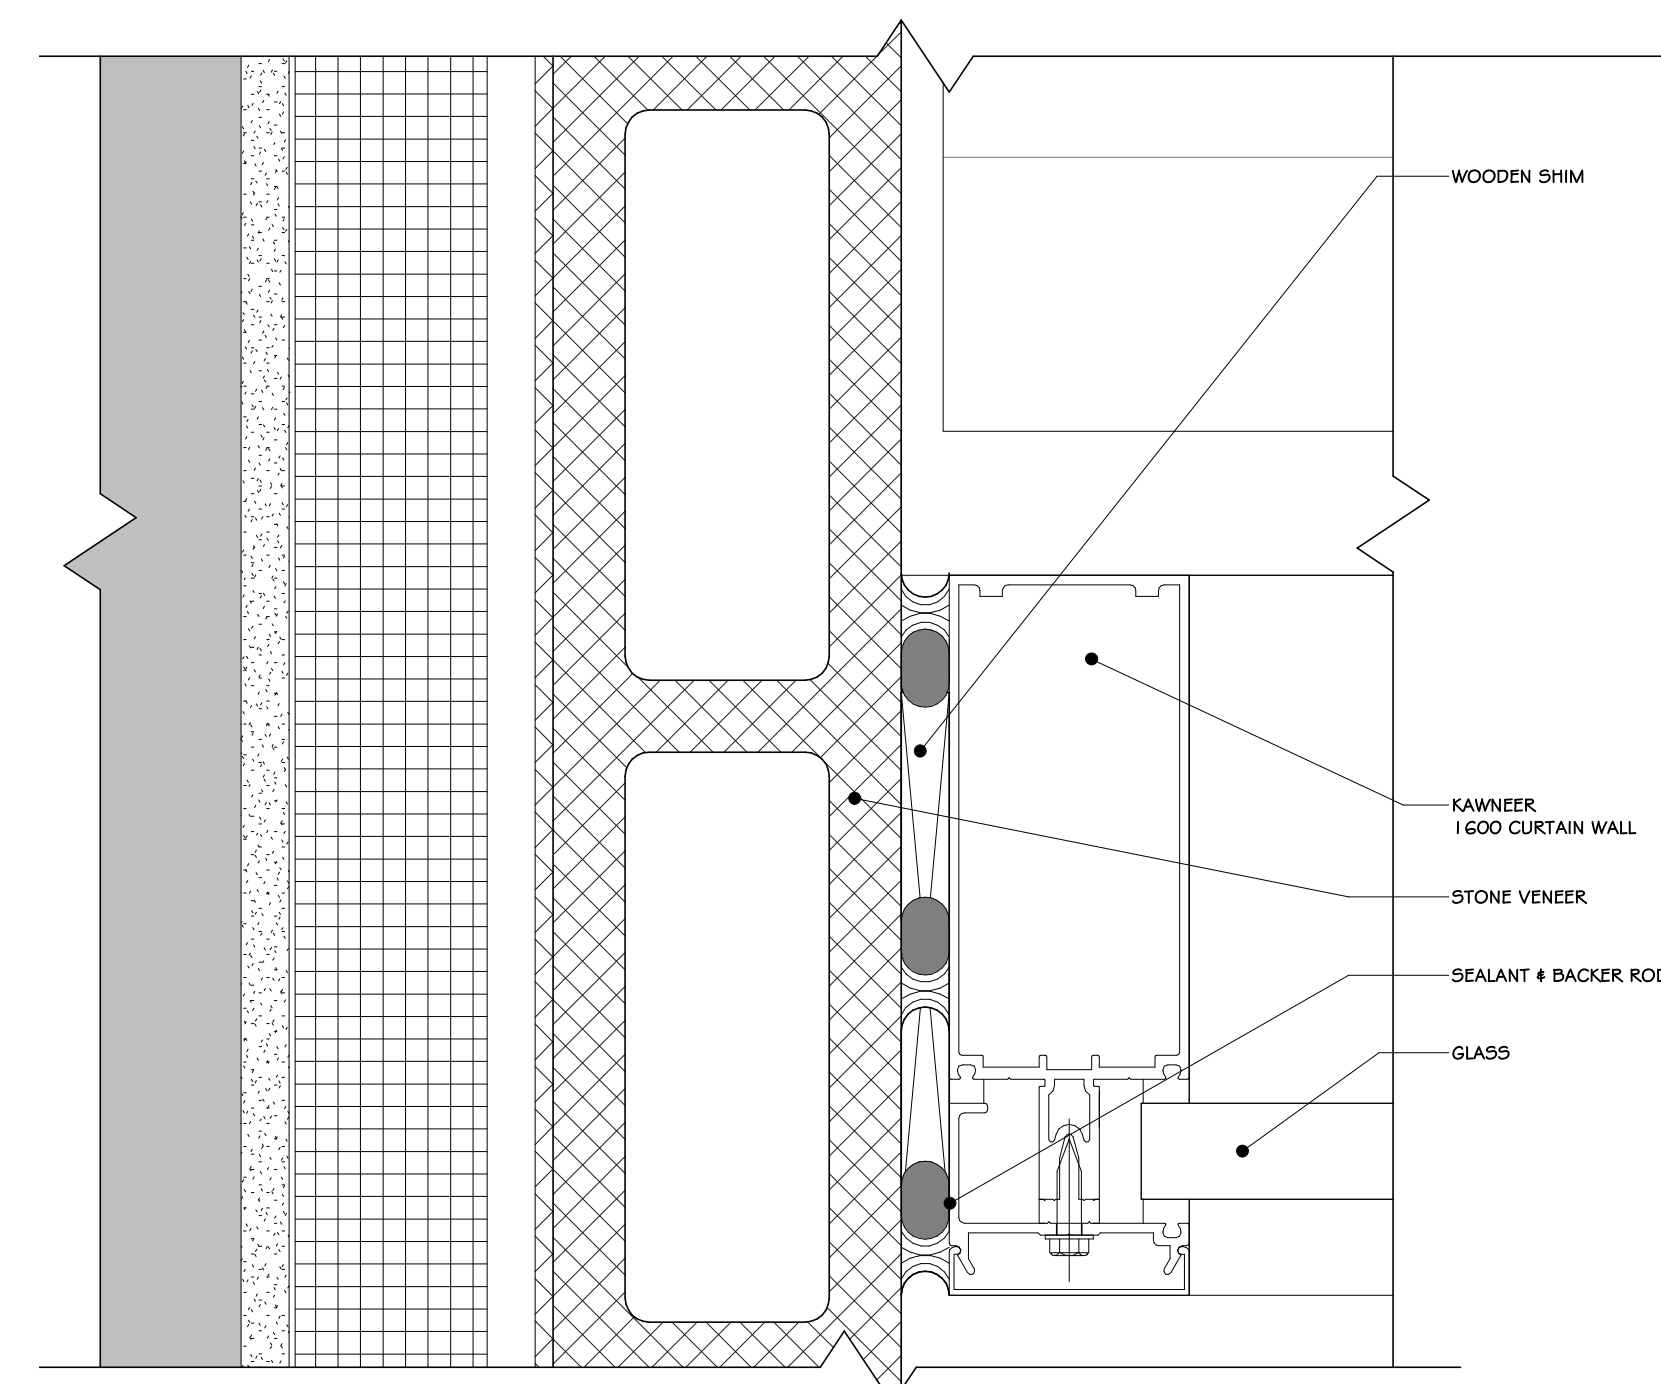 WOODEN SHIM
KAWNEER
1600 CURTAIN WALL
STONE VENEER
SEALANT & BACKER ROD
GLASS